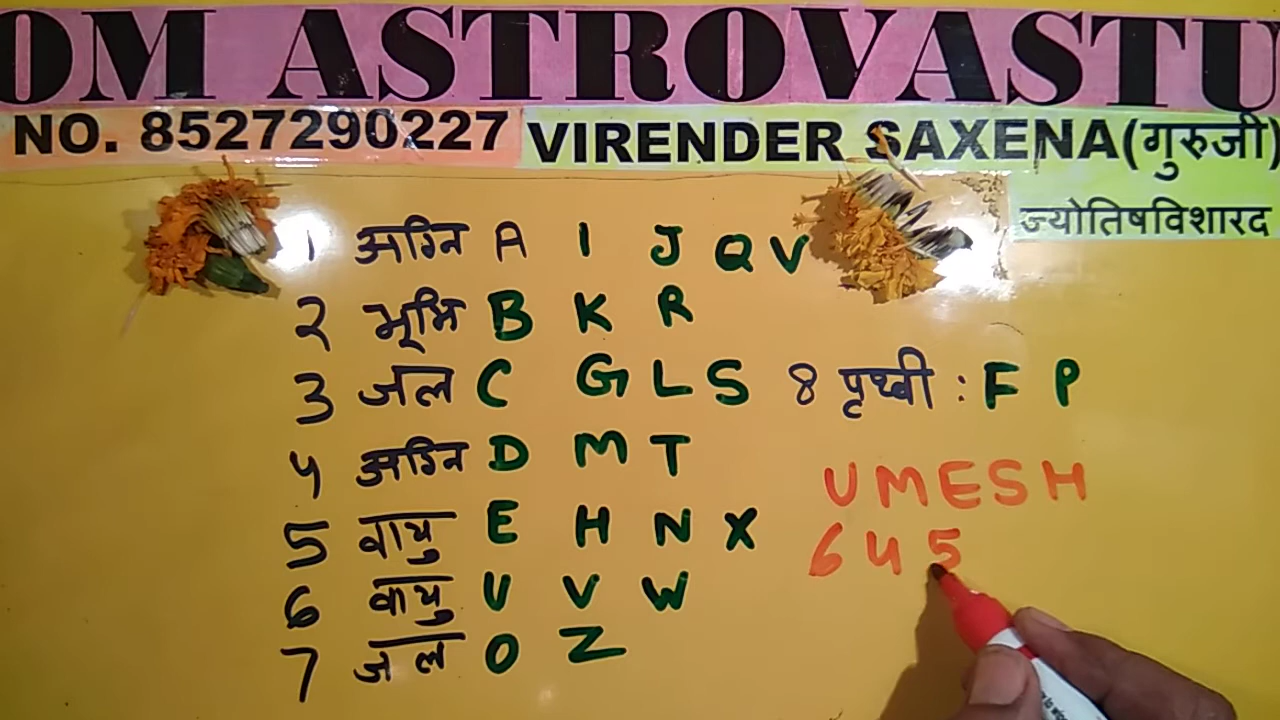 OM ASTROVASTU
NO. 8527290227 VIRENDER SAXENA(गुरुजी)
ज्योतिषविशारद
1 अग्नि A I J Q V
2 भूमि B K R
3 जल C G L S 8 पृथ्वी : F P
4 अग्नि D M T
UMESH
5 वायु E H N X
645
6 वायु U V W
7 जल O Z